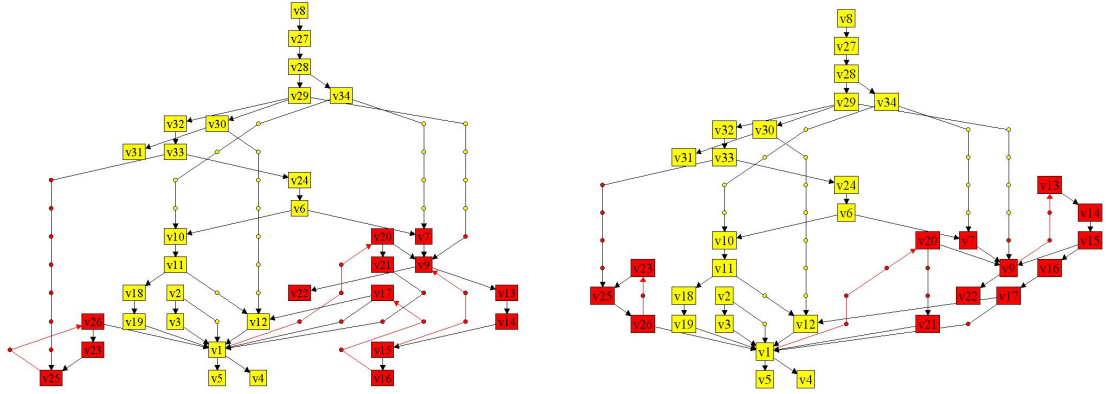 v8
v27
v28
v29 v34
v32 v30
v31 v33
v24
v6
v10 v20 v7
v11 v21 v9
v18 v2 v22 v17 v13
v26 v19 v3 v12 v14
v23 v1 v15
v25 v5 v4 v16
v8
v27
v28
v29 v34
v32 v30
v31 v33
v24 v13
v6 v14
v10 v20 v7 v15
v23 v11 v9 v16
v25 v18 v2 v22 v17
v26 v19 v3 v12 v21
v1
v5 v4